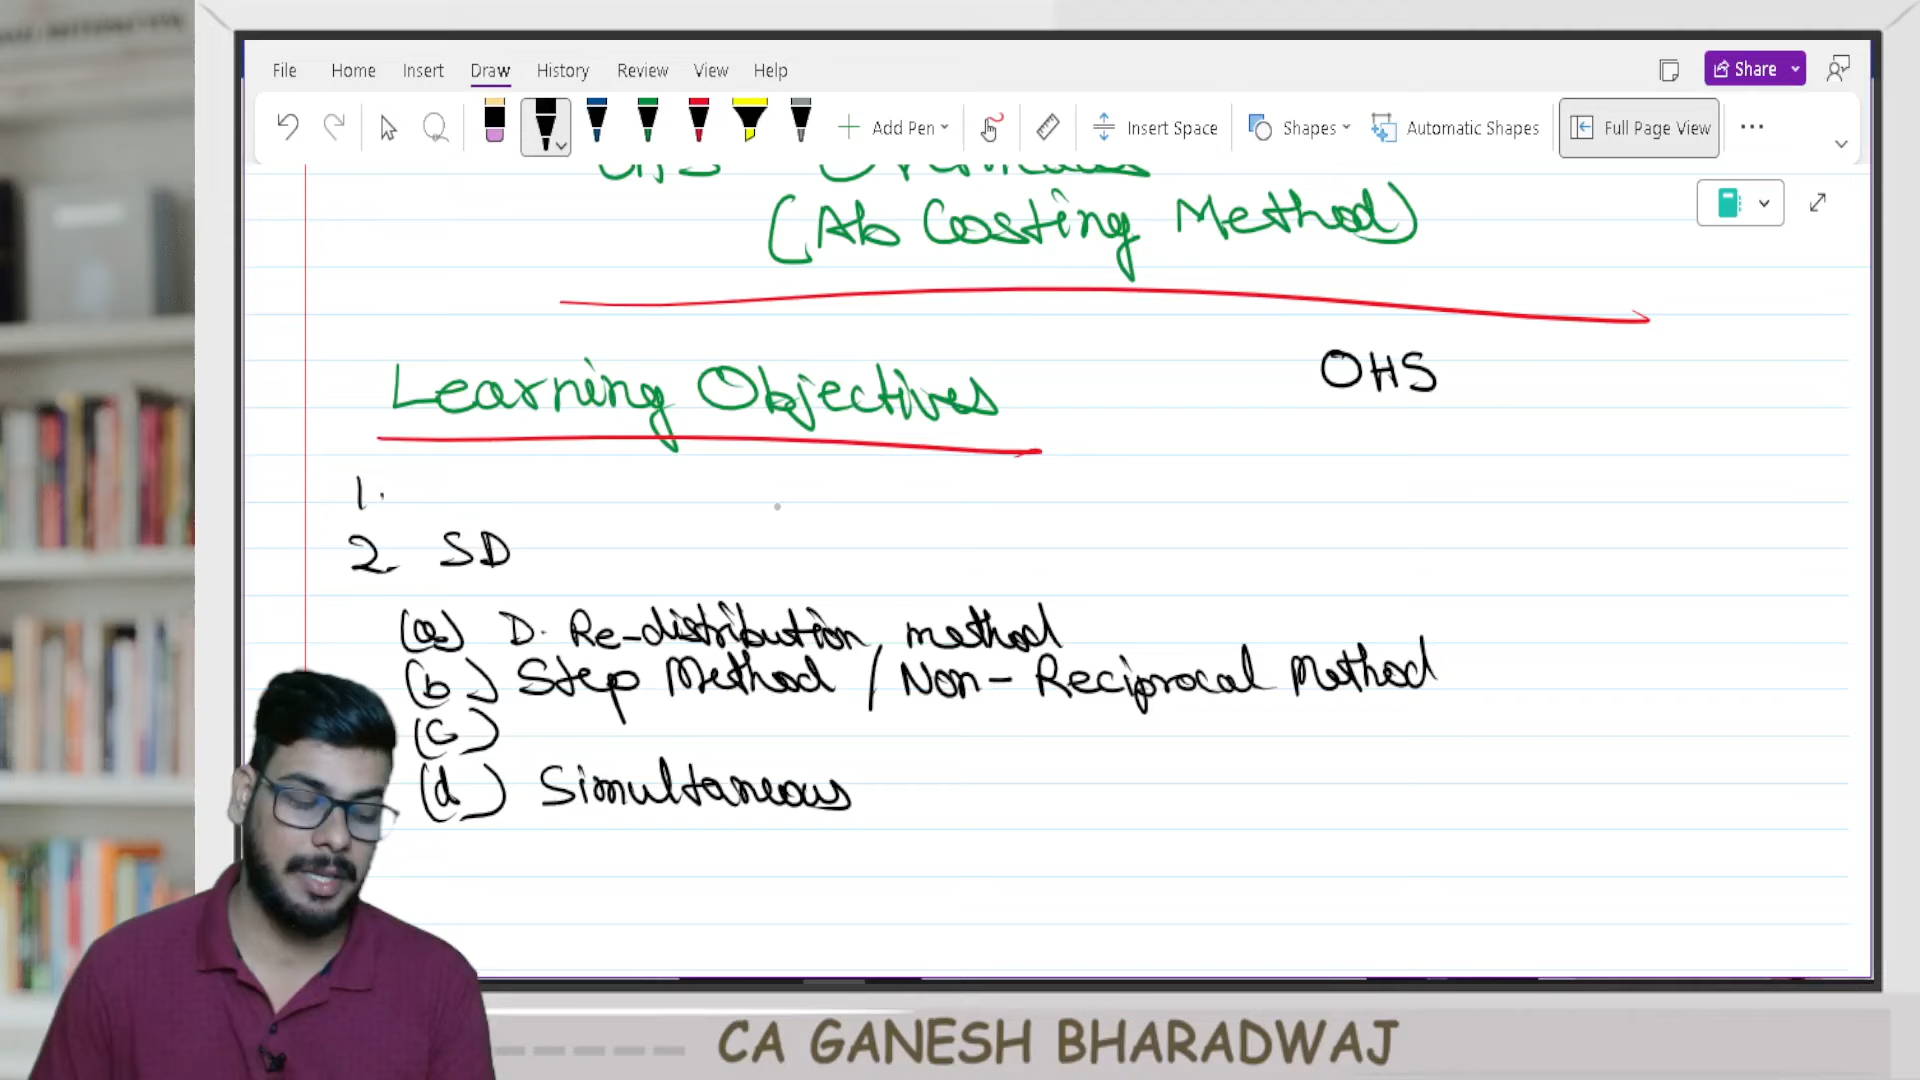 File Home Insert Draw History Review View Help Share
Add Pen Insert Space Shapes Automatic Shapes Full Page View
(Ab Costing Method)
Learning Objectives
OHS
1.
2. SD
(a) D. Re-distribution method
(b) Step Method / Non-Reciprocal Method
(c)
(d) Simultaneous
CA GANESH BHARADWAJ